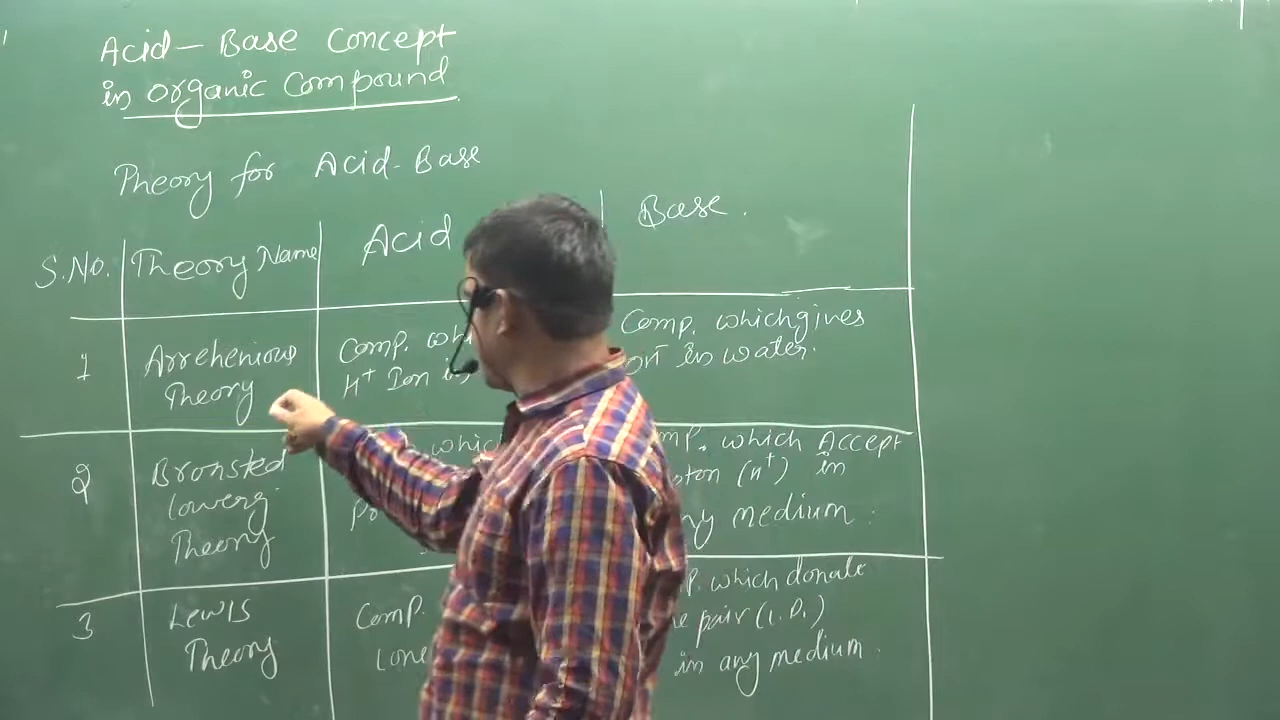 Acid - Base Concept
in organic Compound
Theory for Acid-Base
S.No. Theory Name Acid Base.
1 Arrehenious Theory
Comp.
H+ Ion
Comp. which gives
OH- in water.
2 Bronsted lowery Theory
which
which Accept
(H+) in
medium.
3 Lewis Theory
Comp.
lone
which donate
pair (l.P.)
in any medium.